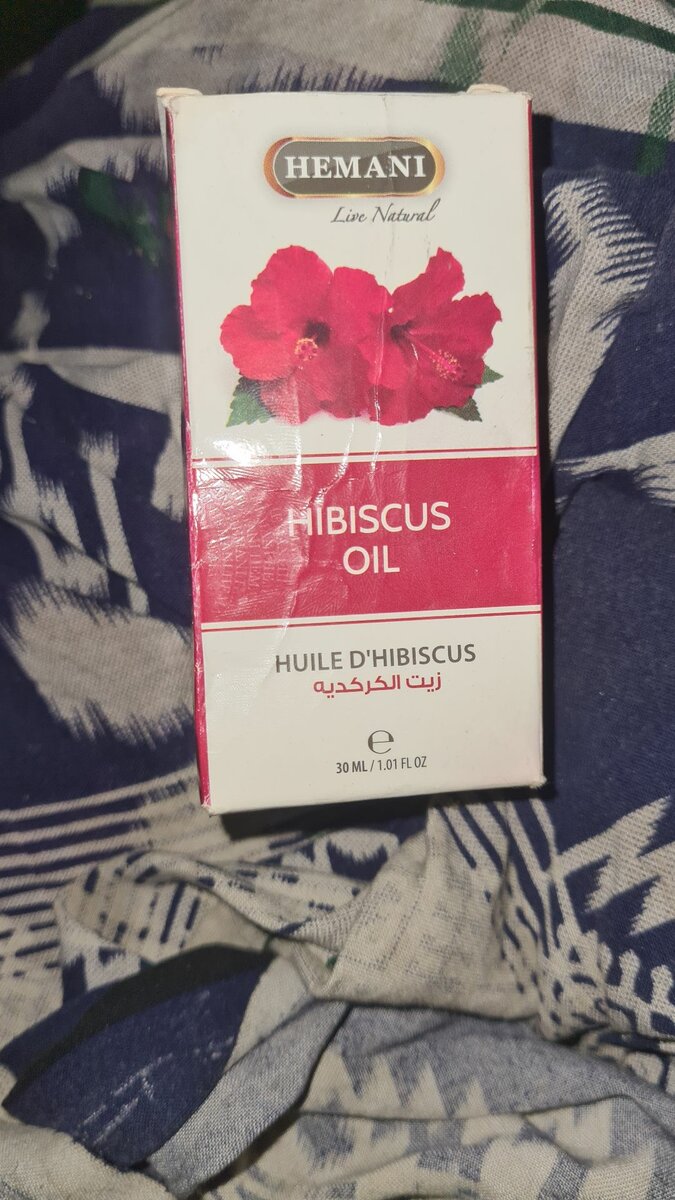 HEMANI
Live Natural
HIBISCUS
OIL
HUILE D'HIBISCUS
زيت الكركديه
℮
30 ML / 1.01 FL OZ